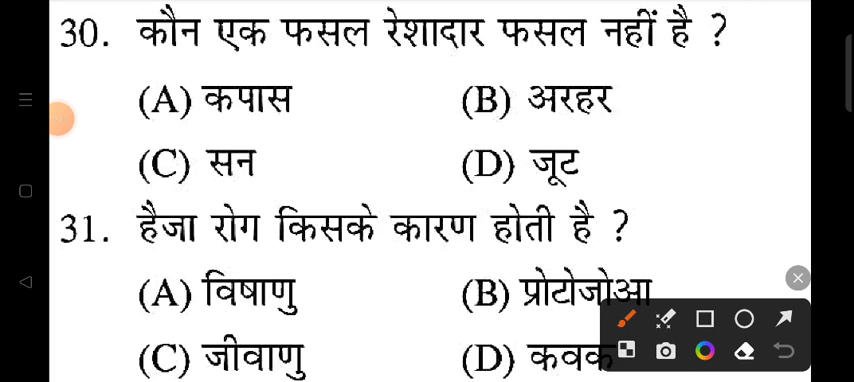 30. कौन एक फसल रेशादार फसल नहीं है ?
(A) कपास (B) अरहर
(C) सन (D) जूट
31. हैजा रोग किसके कारण होती है ?
(A) विषाणु (B) प्रोटोजोआ
(C) जीवाणु (D) कवक